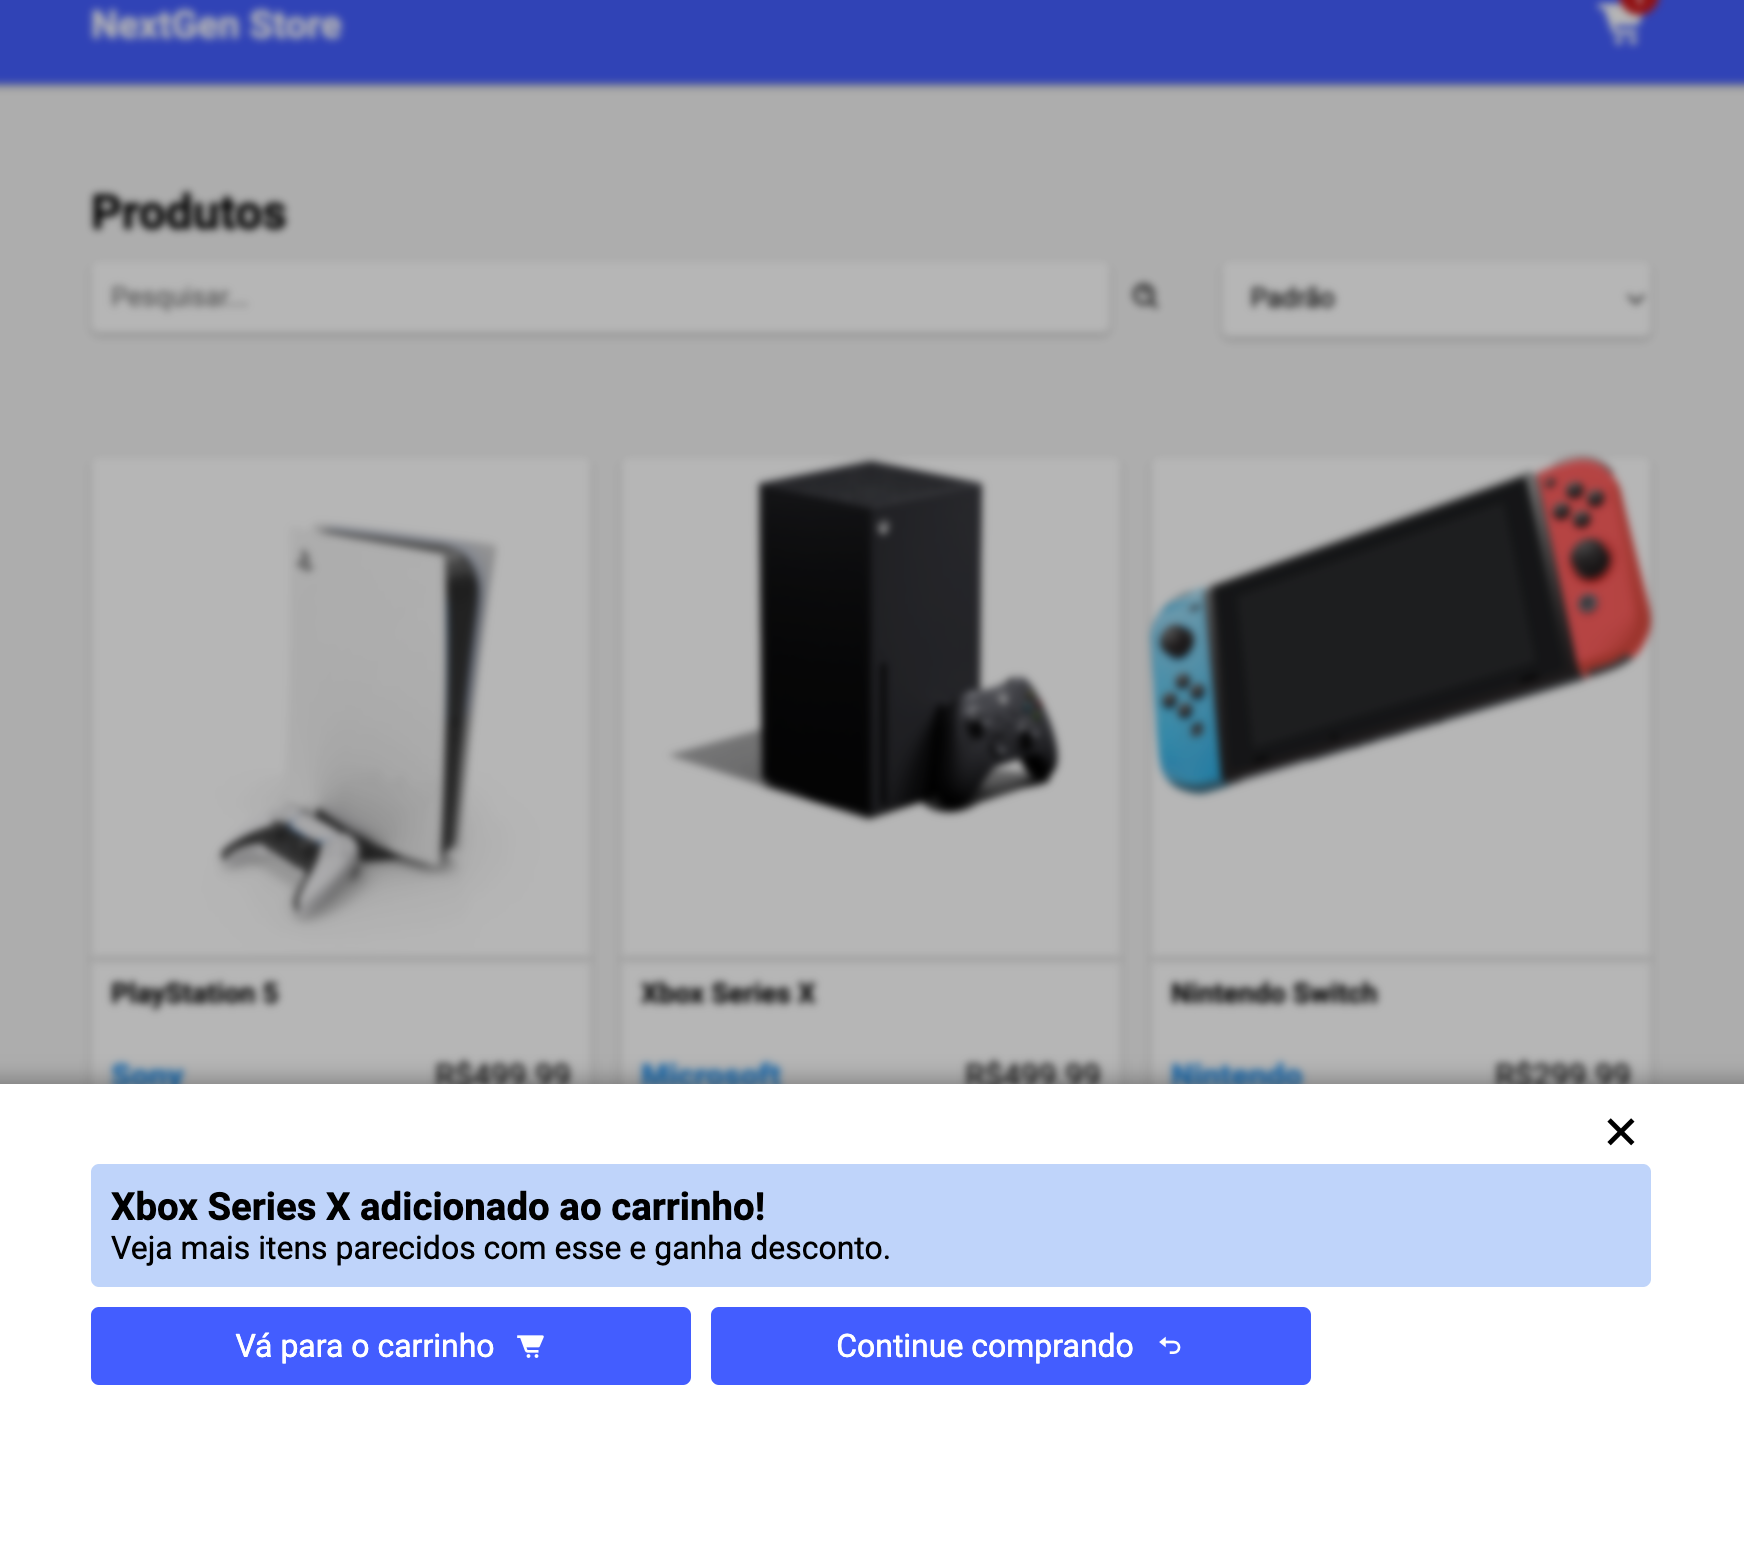 NextGen Store
Produtos
Pesquisar...
Padrão
PlayStation 5
Xbox Series X
Nintendo Switch
Sony R$499.99
Microsoft R$499.99
Nintendo R$299.99
Xbox Series X adicionado ao carrinho!
Veja mais itens parecidos com esse e ganha desconto.
Vá para o carrinho
Continue comprando